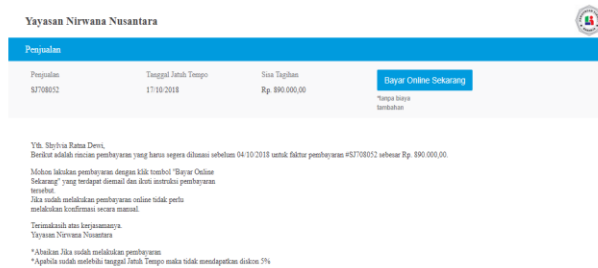 Yayasan Nirwana Nusantara
Penjualan
Penjualan Tanggal Jatuh Tempo Sisa Tagihan
SJ708052 17/10/2018 Rp. 890.000,00
Bayar Online Sekarang
*tanpa biaya
tambahan
Yth. Shylvia Ratna Dewi,
Berikut adalah rincian pembayaran yang harus segera dilunasi sebelum 04/10/2018 untuk faktur pembayaran #SJ708052 sebesar Rp. 890.000,00.
Mohon lakukan pembayaran dengan klik tombol "Bayar Online
Sekarang" yang terdapat diemail dan ikuti instruksi pembayaran
tersebut.
Jika sudah melakukan pembayaran online tidak perlu
melakukan konfirmasi secara manual.
Terimakasih atas kerjasamanya.
Yayasan Nirwana Nusantara
*Abaikan Jika sudah melakukan pembayaran
*Apabila sudah melebihi tanggal Jatuh Tempo maka tidak mendapatkan diskon 5%